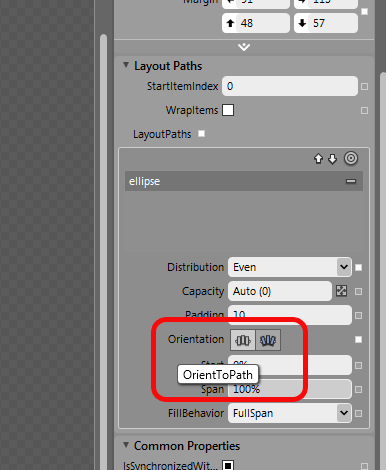 Margin 91 113
48 57
Layout Paths
StartItemIndex 0
WrapItems
LayoutPaths
ellipse
Distribution Even
Capacity Auto (0)
Padding 10
Orientation
Start 0%
OrientToPath
Span 100%
FillBehavior FullSpan
Common Properties
IsSynchronizedWit...